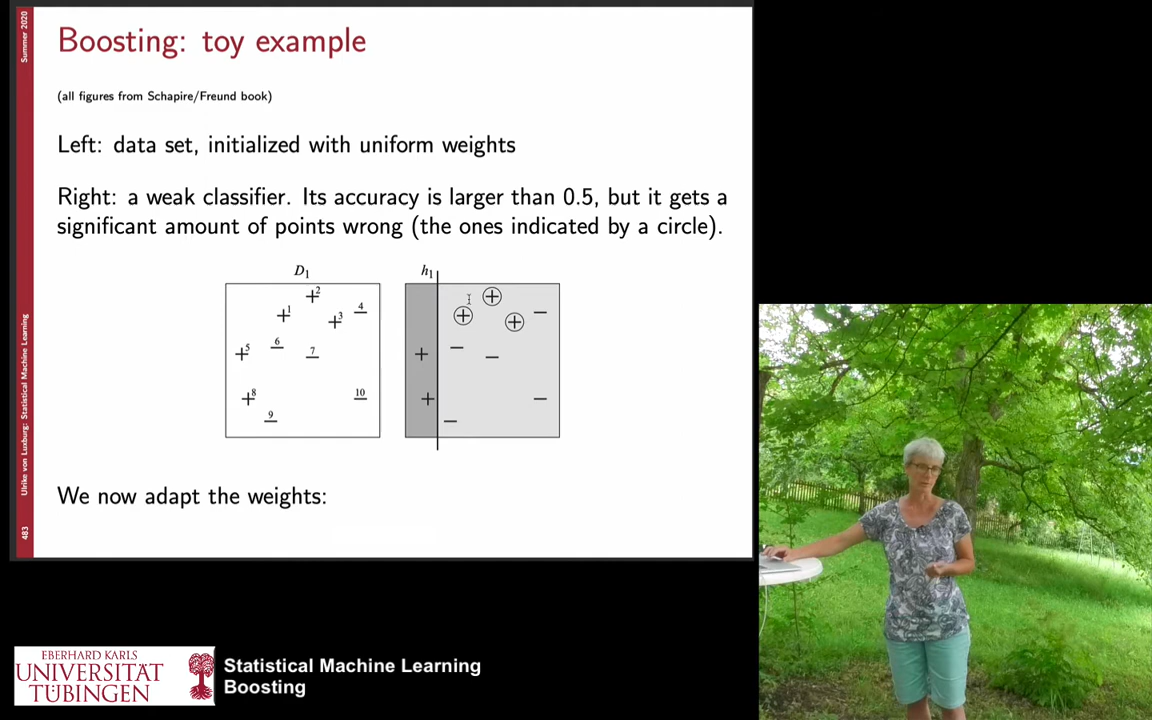 Summer 2020
Boosting: toy example
(all figures from Schapire/Freund book)
Left: data set, initialized with uniform weights
Right: a weak classifier. Its accuracy is larger than 0.5, but it gets a
significant amount of points wrong (the ones indicated by a circle).
D1
h1
+2
+1
+3
4
−
+5
6
−
7
−
+8
9
−
10
−
+
+
+
−
+
−
−
+
−
−
We now adapt the weights:
Ulrike von Luxburg: Statistical Machine Learning
483
EBERHARD KARLS
UNIVERSITÄT
TÜBINGEN
Statistical Machine Learning
Boosting